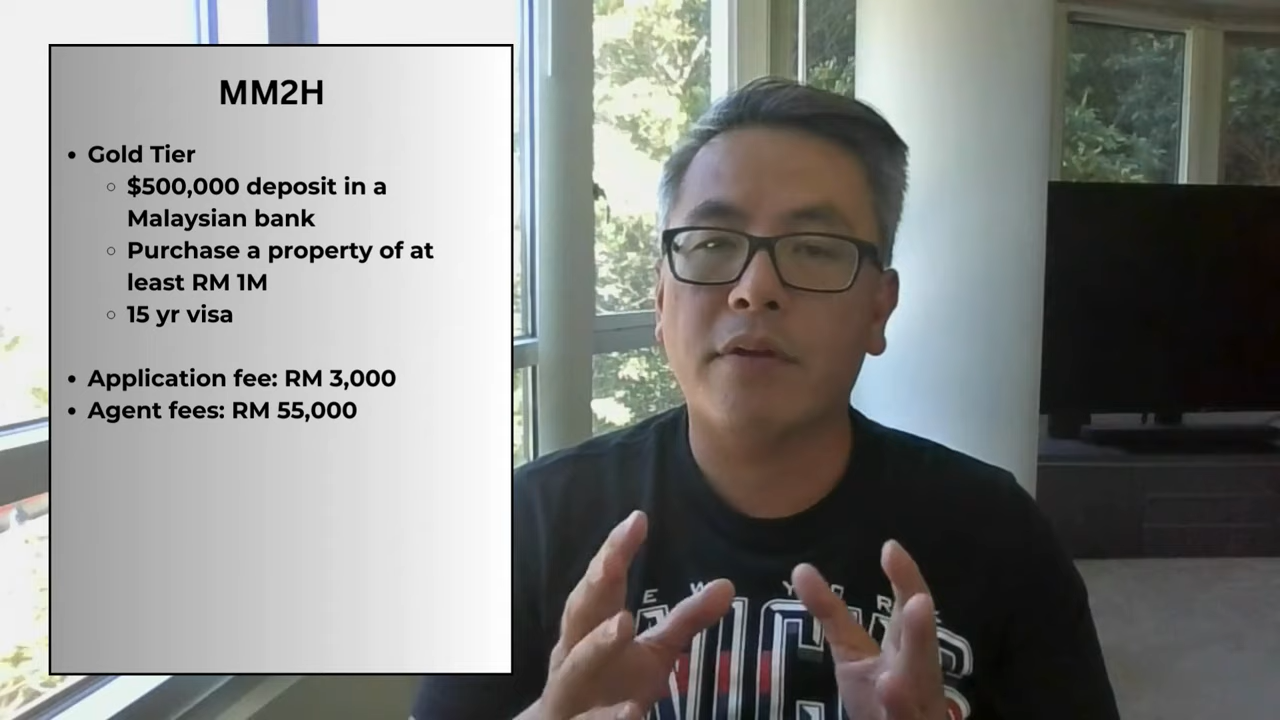 MM2H
• Gold Tier
◦ $500,000 deposit in a
Malaysian bank
◦ Purchase a property of at
least RM 1M
◦ 15 yr visa
• Application fee: RM 3,000
• Agent fees: RM 55,000